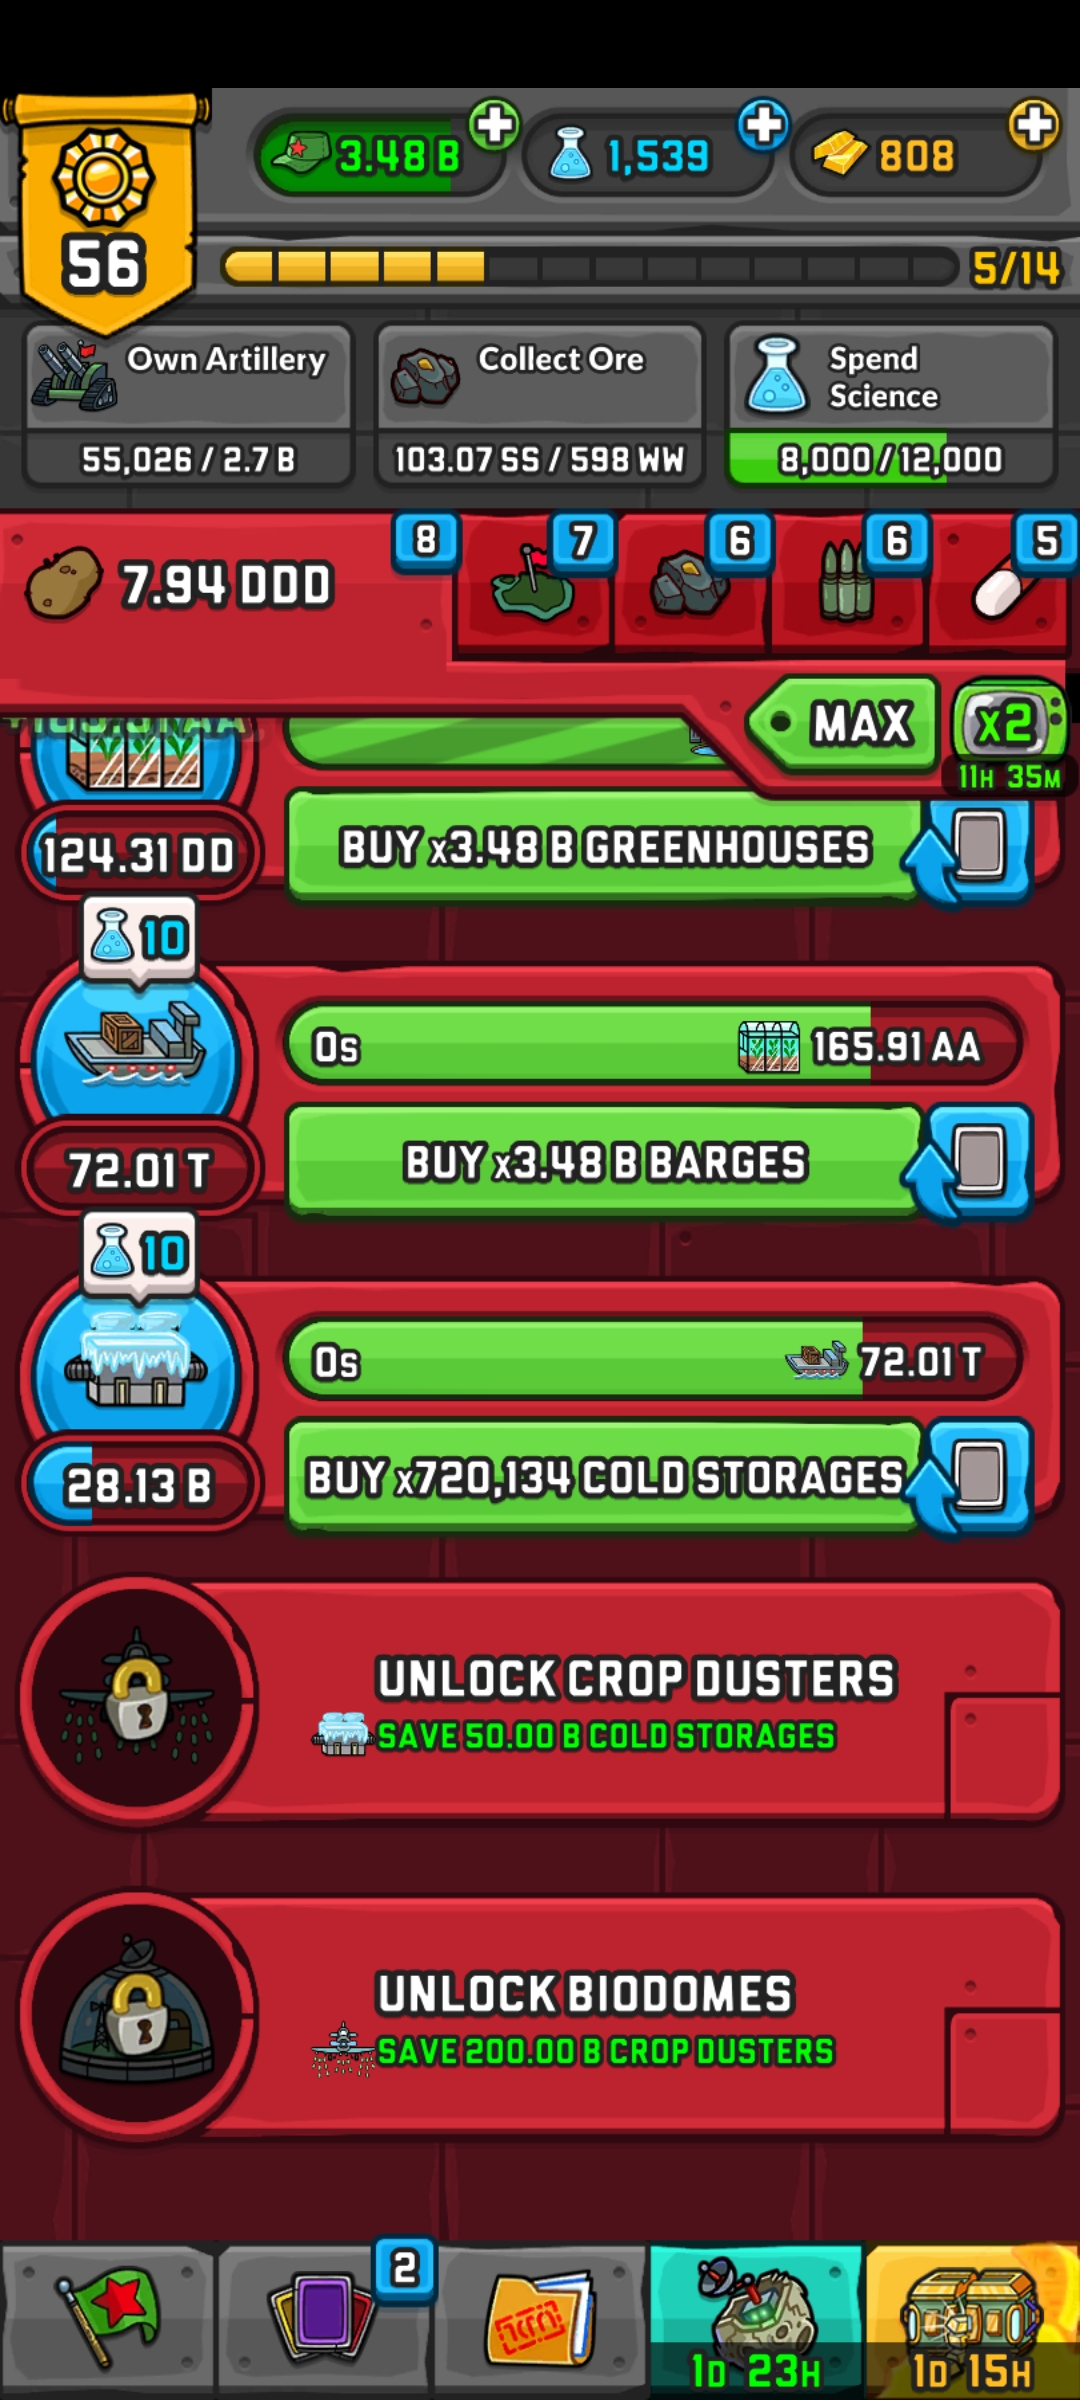 56
3.48 B
1,539
808
5/14
Own Artillery
55,026 / 2.7 B
Collect Ore
103.07 SS / 598 WW
Spend
Science
8,000 / 12,000
7.94 DDD
8
7
6
6
5
MAX
x2
11H 35M
124.31 DD
BUY x3.48 B GREENHOUSES
10
0s
165.91 AA
72.01 T
BUY x3.48 B BARGES
10
0s
72.01 T
28.13 B
BUY x720,134 COLD STORAGES
UNLOCK CROP DUSTERS
SAVE 50.00 B COLD STORAGES
UNLOCK BIODOMES
SAVE 200.00 B CROP DUSTERS
2
1D 23H
1D 15H